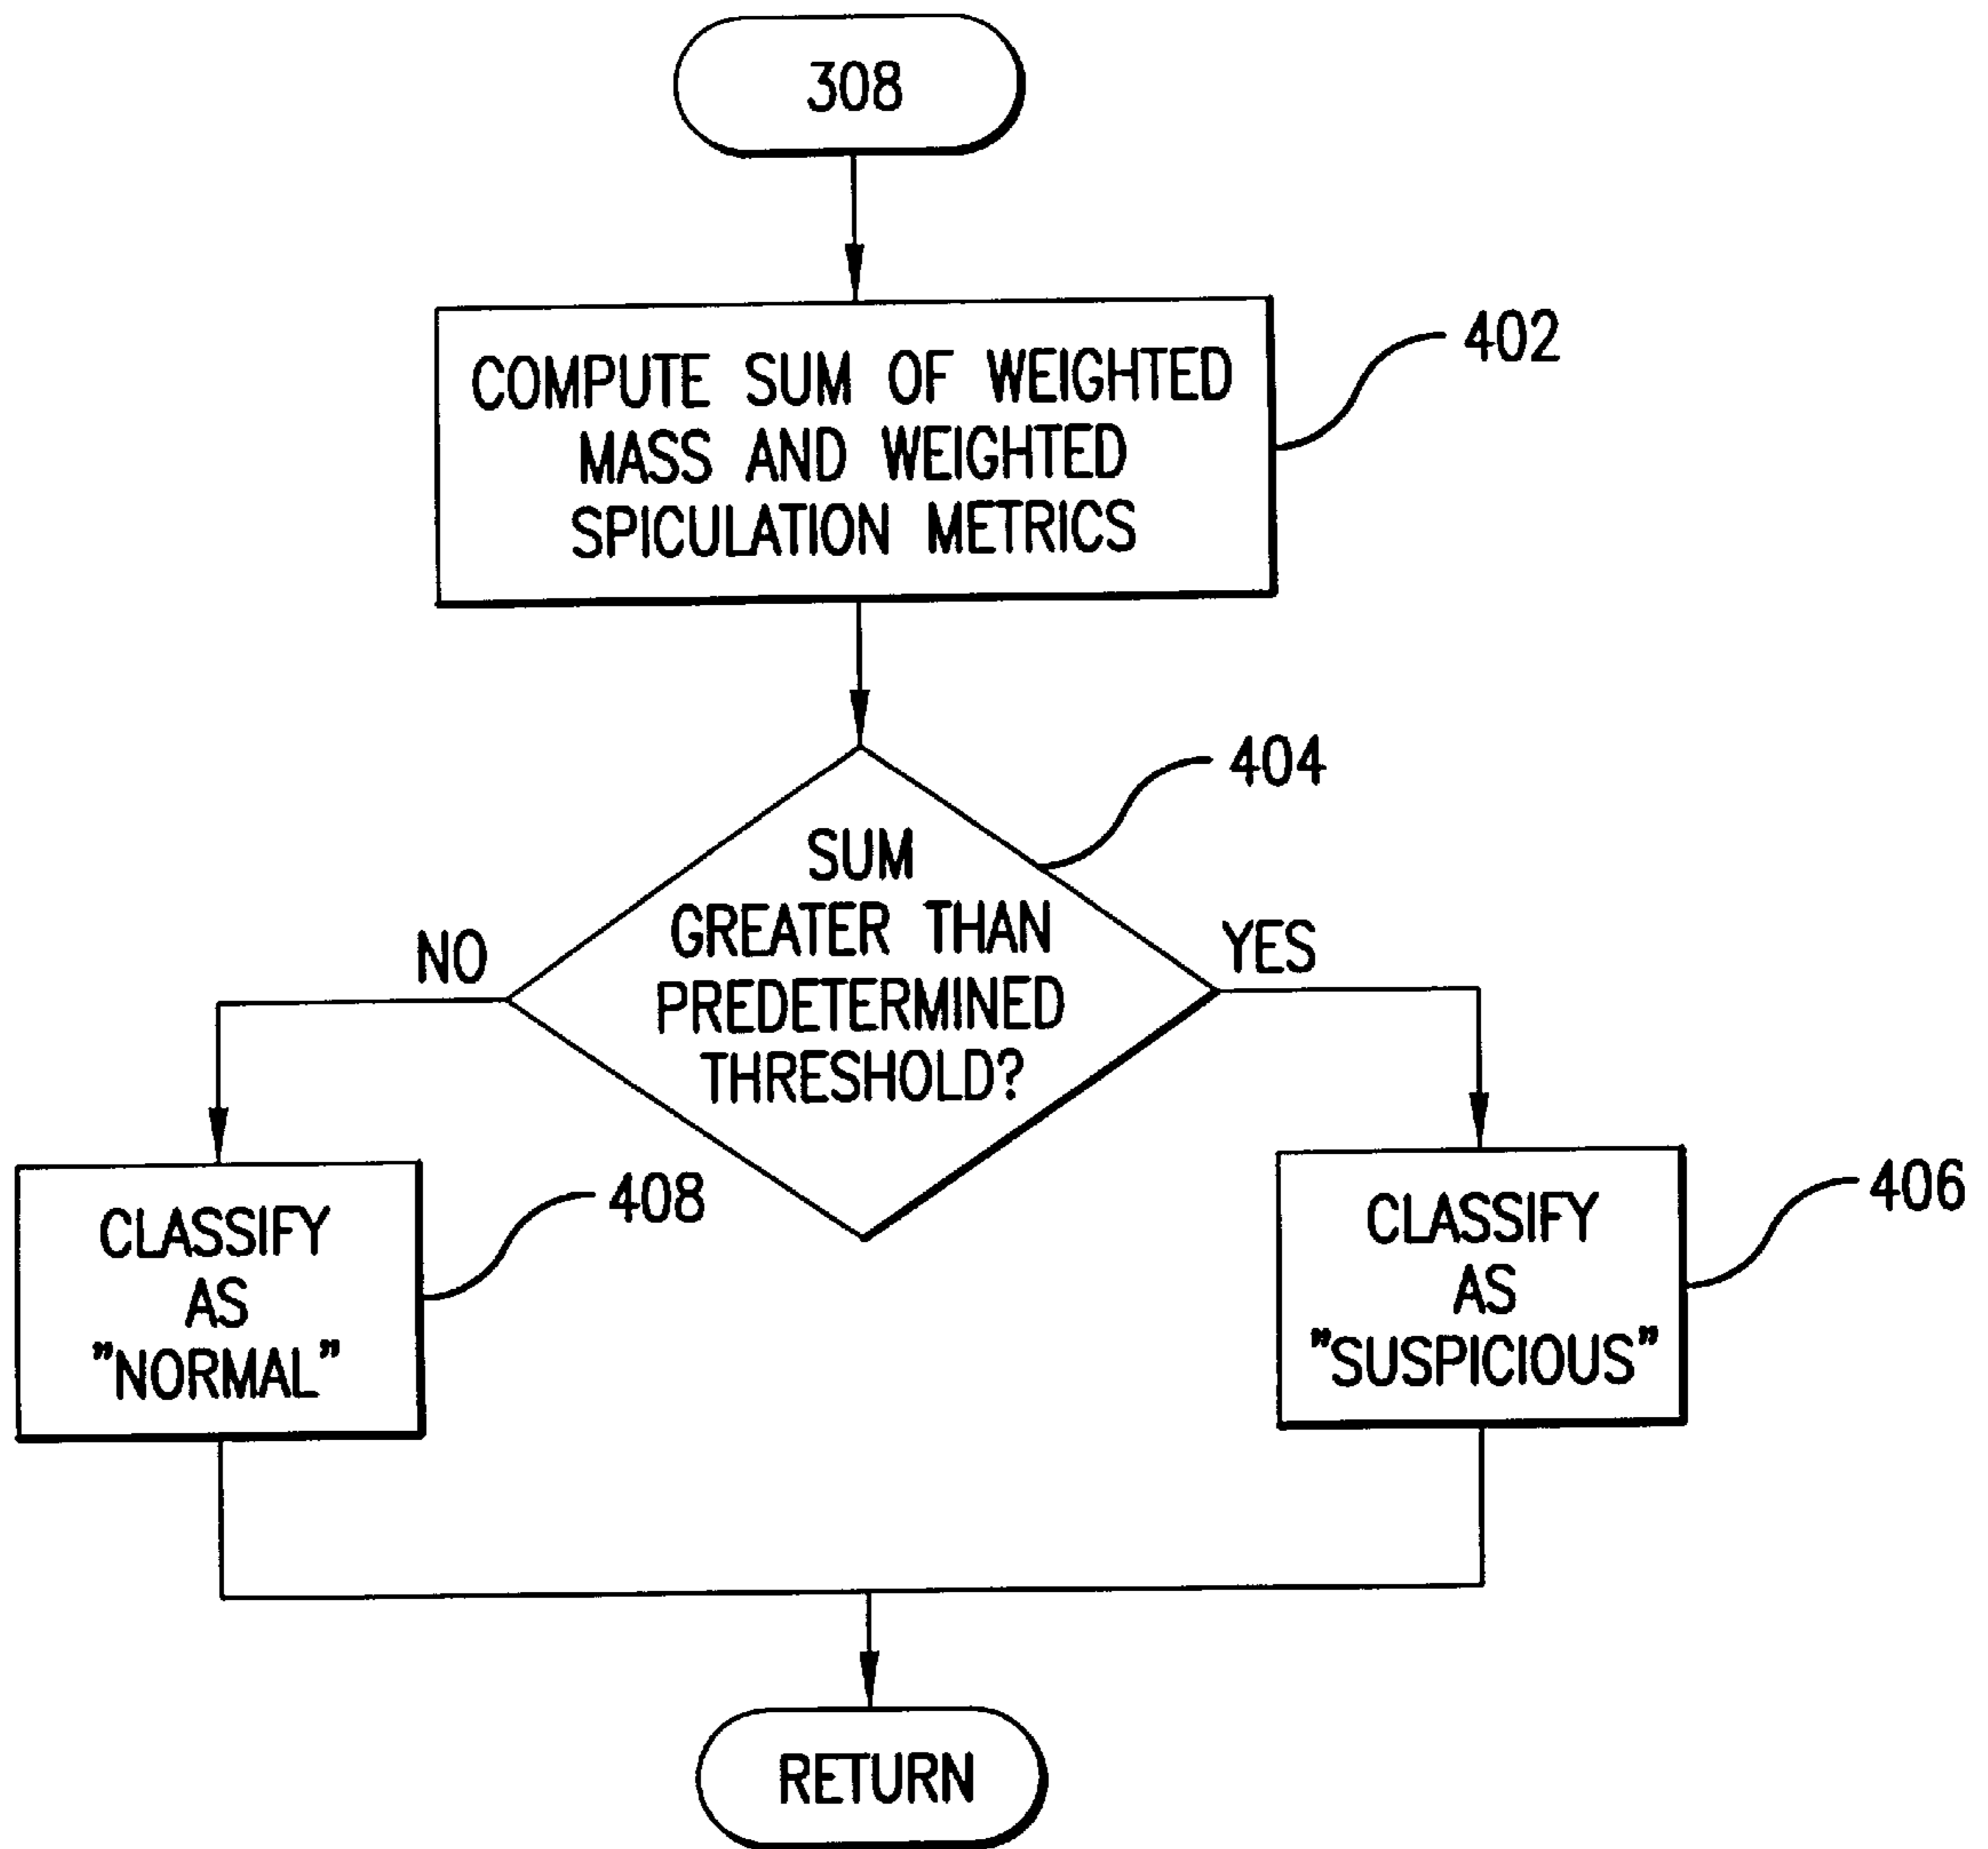 308
COMPUTE SUM OF WEIGHTED
MASS AND WEIGHTED
SPICULATION METRICS
402
SUM
GREATER THAN
PREDETERMINED
THRESHOLD?
404
NO
YES
CLASSIFY
AS
"NORMAL"
408
CLASSIFY
AS
"SUSPICIOUS"
406
RETURN